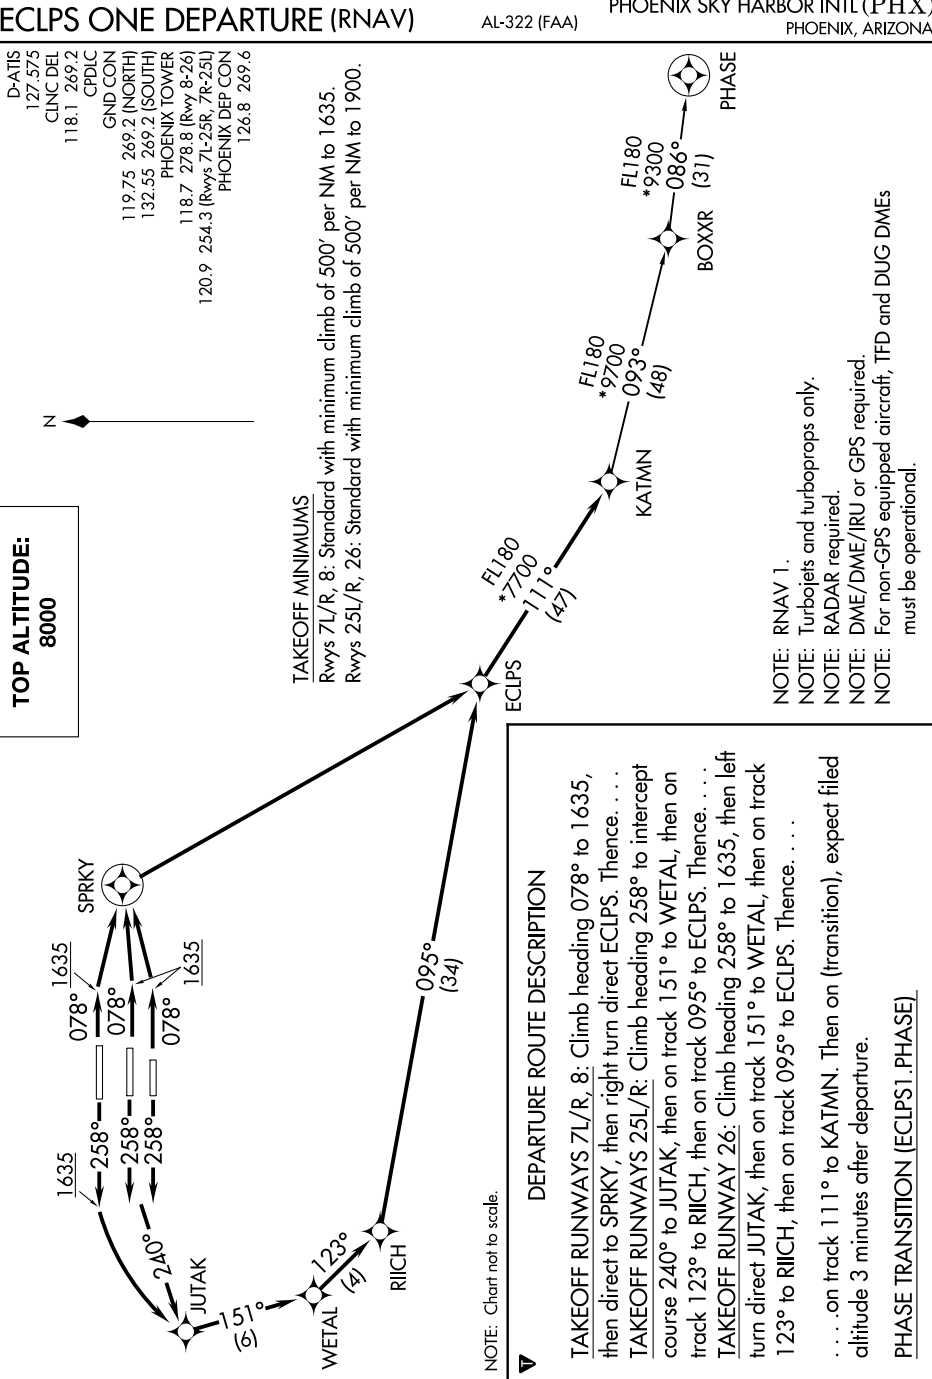 ECLPS ONE DEPARTURE (RNAV)
AL-322 (FAA)
PHOENIX SKY HARBOR INTL (PHX)
PHOENIX, ARIZONA
TOP ALTITUDE:
8000
N
D-ATIS
127.575
CLNC DEL
118.1 269.2
CPDLC
GND CON
119.75 269.2 (NORTH)
132.55 269.2 (SOUTH)
PHOENIX TOWER
118.7 278.8 (Rwy 8-26)
120.9 254.3 (Rwys 7L-25R, 7R-25L)
PHOENIX DEP CON
126.8 269.6
TAKEOFF MINIMUMS
Rwys 7L/R, 8: Standard with minimum climb of 500' per NM to 1635.
Rwys 25L/R, 26: Standard with minimum climb of 500' per NM to 1900.
1635
258°
258°
258°
078°
078°
078°
1635
1635
SPRKY
240°
JUTAK
151°
(6)
WETAL
123°
(4)
RIICH
095°
(34)
ECLPS
FL180
*7700
111°
(47)
KATMN
FL180
*9700
093°
(48)
BOXXR
FL180
*9300
086°
(31)
PHASE
NOTE: Chart not to scale.
NOTE: RNAV 1.
NOTE: Turbojets and turboprops only.
NOTE: RADAR required.
NOTE: DME/DME/IRU or GPS required.
NOTE: For non-GPS equipped aircraft, TFD and DUG DMEs
must be operational.
T
DEPARTURE ROUTE DESCRIPTION
TAKEOFF RUNWAYS 7L/R, 8: Climb heading 078° to 1635,
then direct to SPRKY, then right turn direct ECLPS. Thence. . . .
TAKEOFF RUNWAYS 25L/R: Climb heading 258° to intercept
course 240° to JUTAK, then on track 151° to WETAL, then on
track 123° to RIICH, then on track 095° to ECLPS. Thence. . . .
TAKEOFF RUNWAY 26: Climb heading 258° to 1635, then left
turn direct JUTAK, then on track 151° to WETAL, then on track
123° to RIICH, then on track 095° to ECLPS. Thence. . . .
. . . .on track 111° to KATMN. Then on (transition), expect filed
altitude 3 minutes after departure.
PHASE TRANSITION (ECLPS1.PHASE)